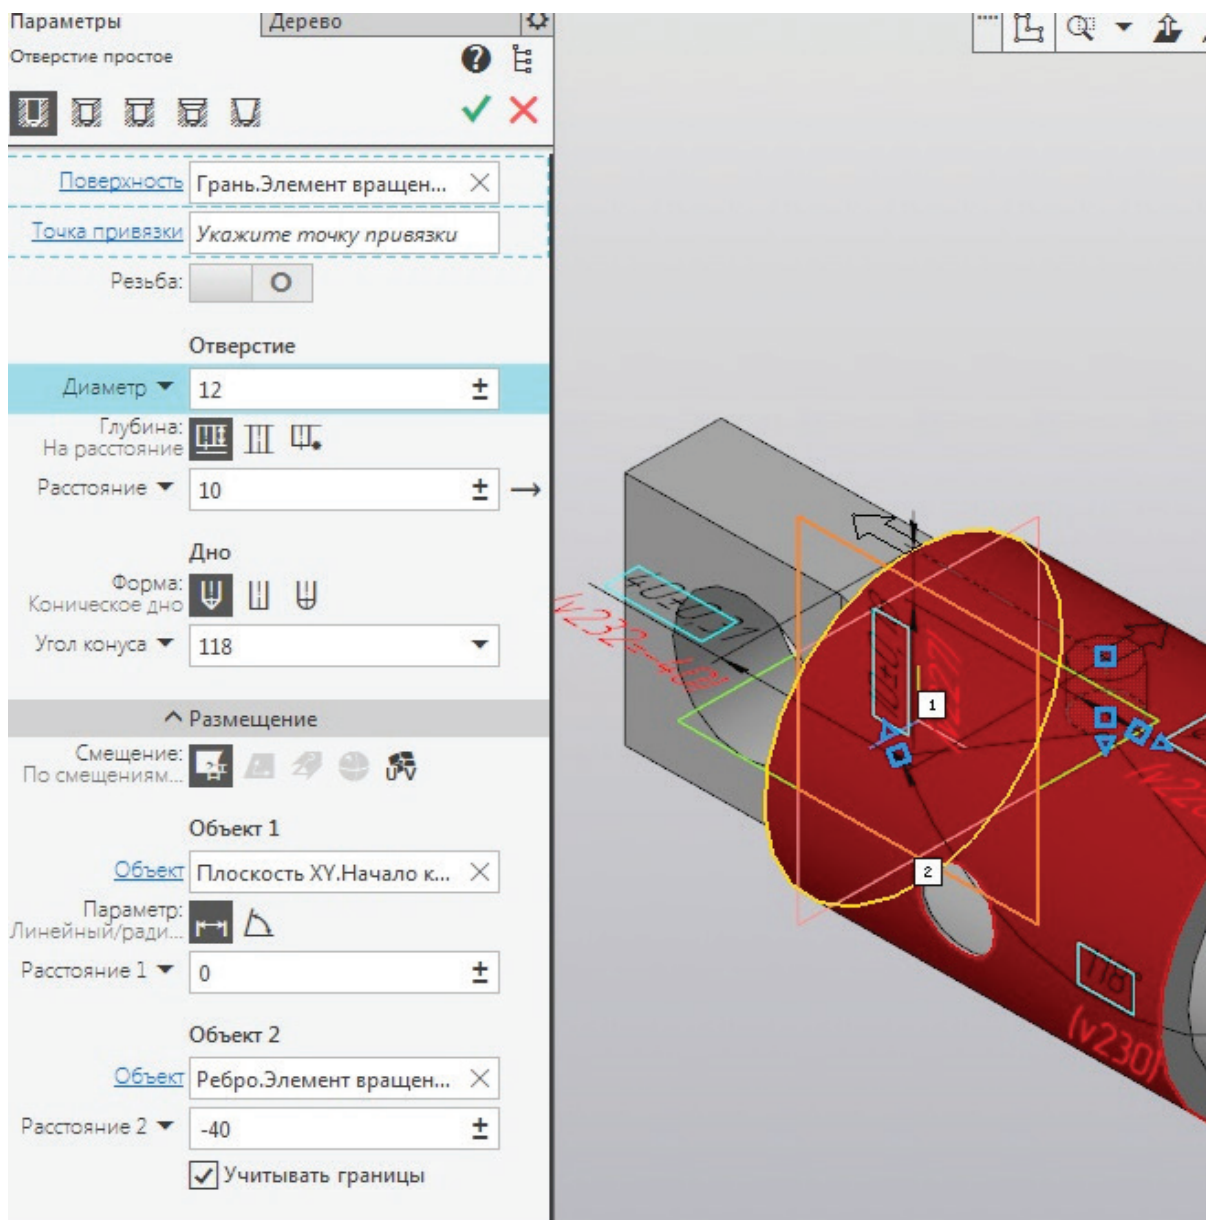 Параметры
Дерево
Отверстие простое
Поверхность
Грань.Элемент вращен...
Точка привязки
Укажите точку привязки
Резьба:
Отверстие
Диаметр
12
Глубина:
На расстояние
Расстояние
10
Дно
Форма:
Коническое дно
Угол конуса
118
Размещение
Смещение:
По смещениям...
Объект 1
Объект
Плоскость XY.Начало к...
Параметр:
Линейный/ради...
Расстояние 1
0
Объект 2
Объект
Ребро.Элемент вращен...
Расстояние 2
-40
Учитывать границы
1
2
118°
(v230)